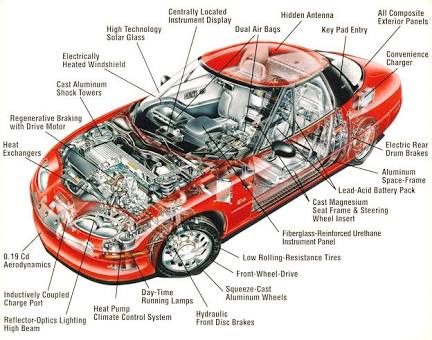 Centrally Located
Instrument Display
Hidden Antenna
All Composite
Exterior Panels
High Technology
Solar Glass
Dual Air Bags
Key Pad Entry
Electrically
Heated Windshield
Convenience
Charger
Cast Aluminum
Shock Towers
Regenerative Braking
with Drive Motor
Heat
Exchangers
Electric Rear
Drum Brakes
Aluminum
Space-Frame
Lead-Acid Battery Pack
Cast Magnesium
Seat Frame & Steering
Wheel Insert
Fiberglass-Reinforced Urethane
Instrument Panel
0.19 Cd
Aerodynamics
Low Rolling-Resistance Tires
Front-Wheel-Drive
Squeeze-Cast
Aluminum Wheels
Inductively Coupled
Charge Port
Day-Time
Running Lamps
Hydraulic
Front Disc Brakes
Heat Pump
Climate Control System
Reflector-Optics Lighting
High Beam